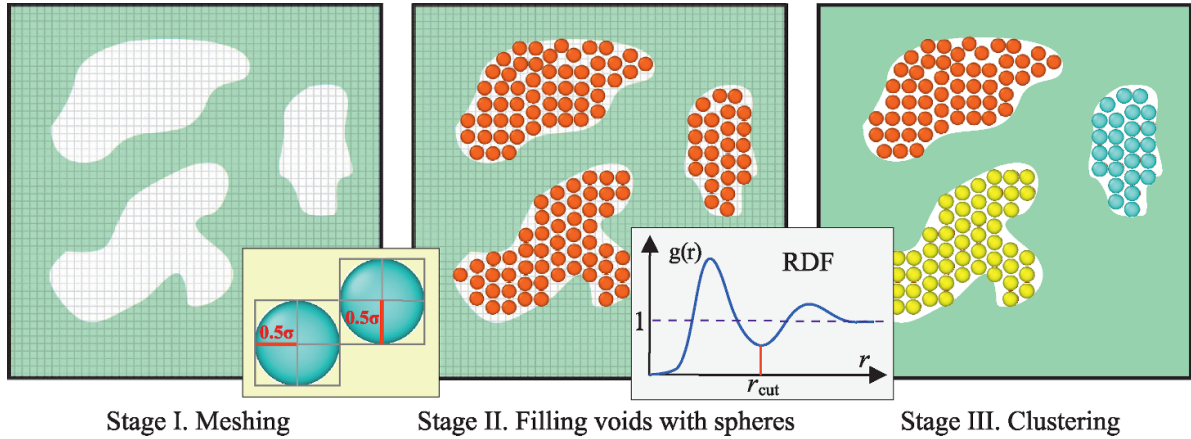 0.5σ
0.5σ
g(r)
RDF
1
r
r_cut
Stage I. Meshing
Stage II. Filling voids with spheres
Stage III. Clustering